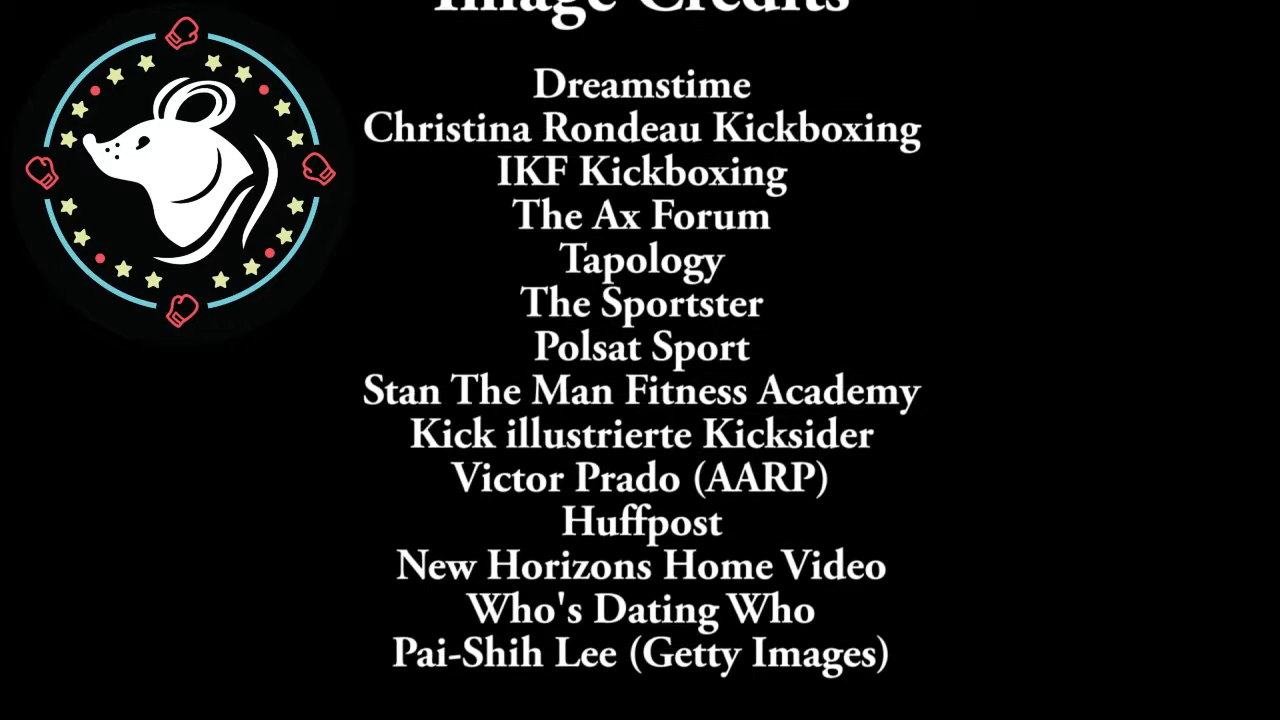 Image Credits
Dreamstime
Christina Rondeau Kickboxing
IKF Kickboxing
The Ax Forum
Tapology
The Sportster
Polsat Sport
Stan The Man Fitness Academy
Kick illustrierte Kicksider
Victor Prado (AARP)
Huffpost
New Horizons Home Video
Who's Dating Who
Pai-Shih Lee (Getty Images)